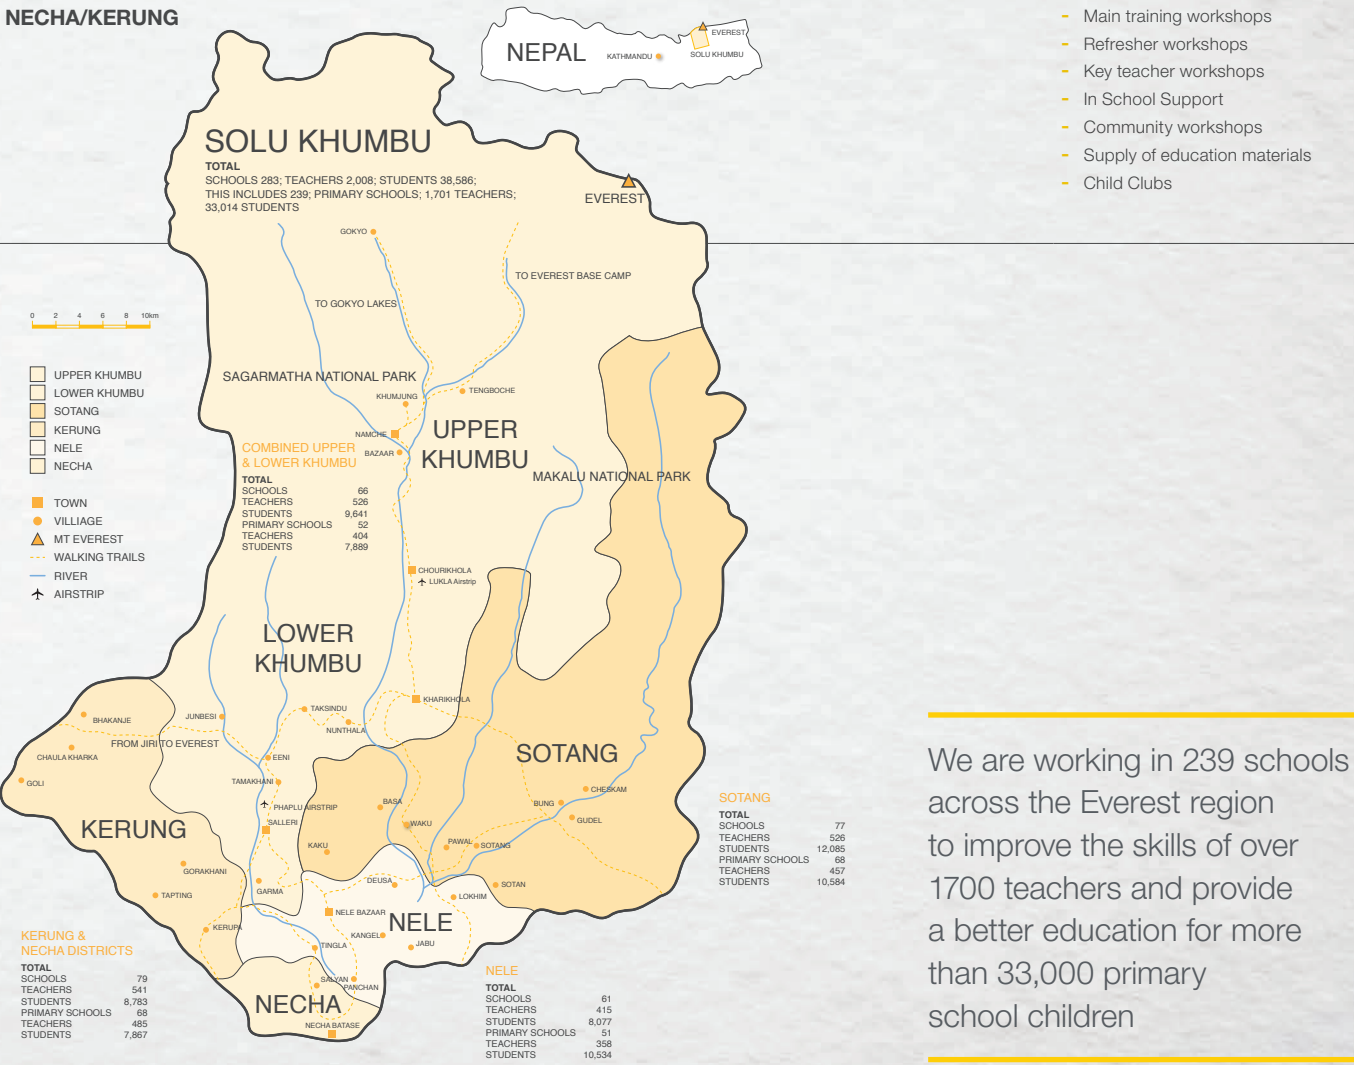 NECHA/KERUNG
NEPAL
KATHMANDU
EVEREST
SOLU KHUMBU
- Main training workshops
- Refresher workshops
- Key teacher workshops
- In School Support
- Community workshops
- Supply of education materials
- Child Clubs
SOLU KHUMBU
TOTAL
SCHOOLS 283; TEACHERS 2,008; STUDENTS 38,586;
THIS INCLUDES 239; PRIMARY SCHOOLS; 1,701 TEACHERS;
33,014 STUDENTS
EVEREST
GOKYO
TO EVEREST BASE CAMP
TO GOKYO LAKES
0 2 4 6 8 10km
UPPER KHUMBU
LOWER KHUMBU
SOTANG
KERUNG
NELE
NECHA
TOWN
VILLIAGE
MT EVEREST
WALKING TRAILS
RIVER
AIRSTRIP
SAGARMATHA NATIONAL PARK
KHUMJUNG
TENGBOCHE
NAMCHE
BAZAAR
UPPER
KHUMBU
MAKALU NATIONAL PARK
COMBINED UPPER
& LOWER KHUMBU
TOTAL
SCHOOLS 66
TEACHERS 526
STUDENTS 9,641
PRIMARY SCHOOLS 52
TEACHERS 404
STUDENTS 7,889
CHOURIKHOLA
LUKLA Airstrip
LOWER
KHUMBU
KHARIKHOLA
TAKSINDU
NUNTHALA
JUNBESI
BHAKANJE
FROM JIRI TO EVEREST
CHAULA KHARKA
GOLI
EENI
TAMAKHANI
PHAPLU AIRSTRIP
SALLERI
KERUNG
GORAKHANI
TAPTING
KERUPA
GARMA
KAKU
BASA
WAKU
SOTANG
CHESKAM
BUNG
GUDEL
PAWAL
SOTANG
SOTAN
DEUSA
LOKHIM
NELE BAZAAR
NELE
KANGEL
JABU
TINGLA
SALYAN
PANCHAN
NECHA
NECHA BATASE
SOTANG
TOTAL
SCHOOLS 77
TEACHERS 526
STUDENTS 12,085
PRIMARY SCHOOLS 68
TEACHERS 457
STUDENTS 10,584
KERUNG &
NECHA DISTRICTS
TOTAL
SCHOOLS 79
TEACHERS 541
STUDENTS 8,783
PRIMARY SCHOOLS 68
TEACHERS 485
STUDENTS 7,867
NELE
TOTAL
SCHOOLS 61
TEACHERS 415
STUDENTS 8,077
PRIMARY SCHOOLS 51
TEACHERS 358
STUDENTS 10,534
We are working in 239 schools
across the Everest region
to improve the skills of over
1700 teachers and provide
a better education for more
than 33,000 primary
school children